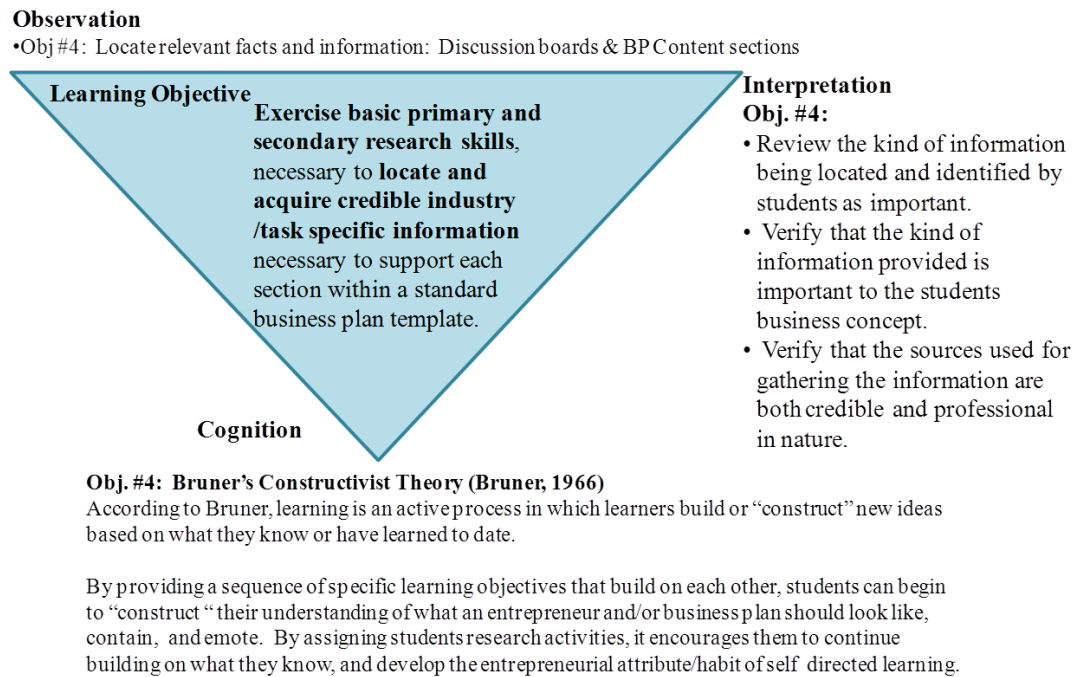 Observation
•Obj #4: Locate relevant facts and information: Discussion boards & BP Content sections
Learning Objective
Exercise basic primary and
secondary research skills,
necessary to locate and
acquire credible industry
/task specific information
necessary to support each
section within a standard
business plan template.
Interpretation
Obj. #4:
• Review the kind of information
being located and identified by
students as important.
• Verify that the kind of
information provided is
important to the students
business concept.
• Verify that the sources used for
gathering the information are
both credible and professional
in nature.
Cognition
Obj. #4: Bruner's Constructivist Theory (Bruner, 1966)
According to Bruner, learning is an active process in which learners build or “construct” new ideas
based on what they know or have learned to date.
By providing a sequence of specific learning objectives that build on each other, students can begin
to “construct “ their understanding of what an entrepreneur and/or business plan should look like,
contain, and emote. By assigning students research activities, it encourages them to continue
building on what they know, and develop the entrepreneurial attribute/habit of self directed learning.